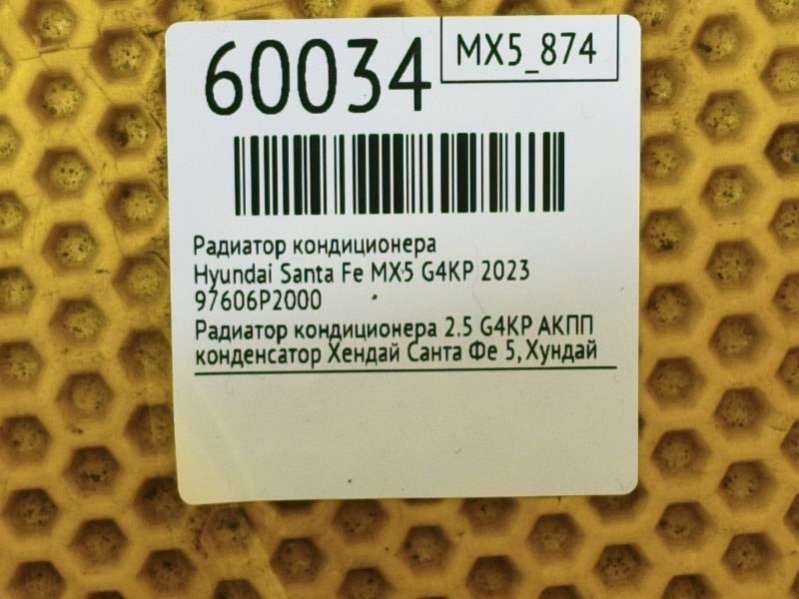 60034
MX5_874
Радиатор кондиционера
Hyundai Santa Fe MX5 G4KP 2023
97606P2000
Радиатор кондиционера 2.5 G4KP АКПП
конденсатор Хендай Санта Фе 5, Хундай